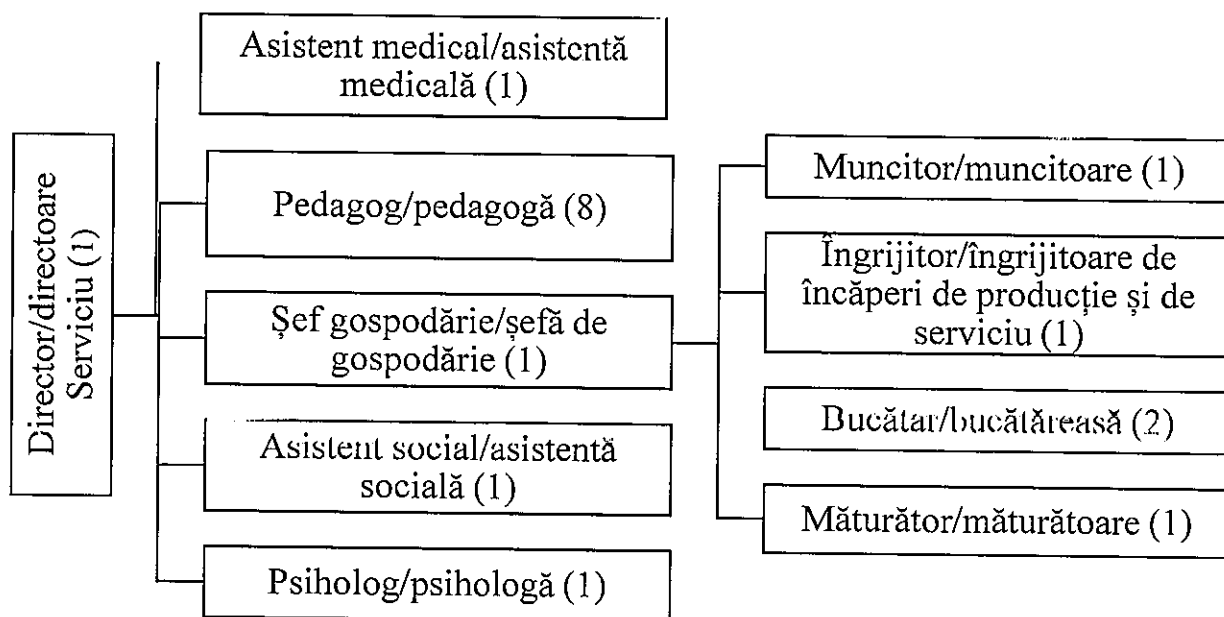 Director/directoare
Serviciu (1)
Asistent medical/asistentă
medicală (1)
Pedagog/pedagogă (8)
Șef gospodărie/șefă de
gospodărie (1)
Asistent social/asistentă
socială (1)
Psiholog/psihologă (1)
Muncitor/muncitoare (1)
Îngrijitor/îngrijitoare de
încăperi de producție și de
serviciu (1)
Bucătar/bucătăreasă (2)
Măturător/măturătoare (1)